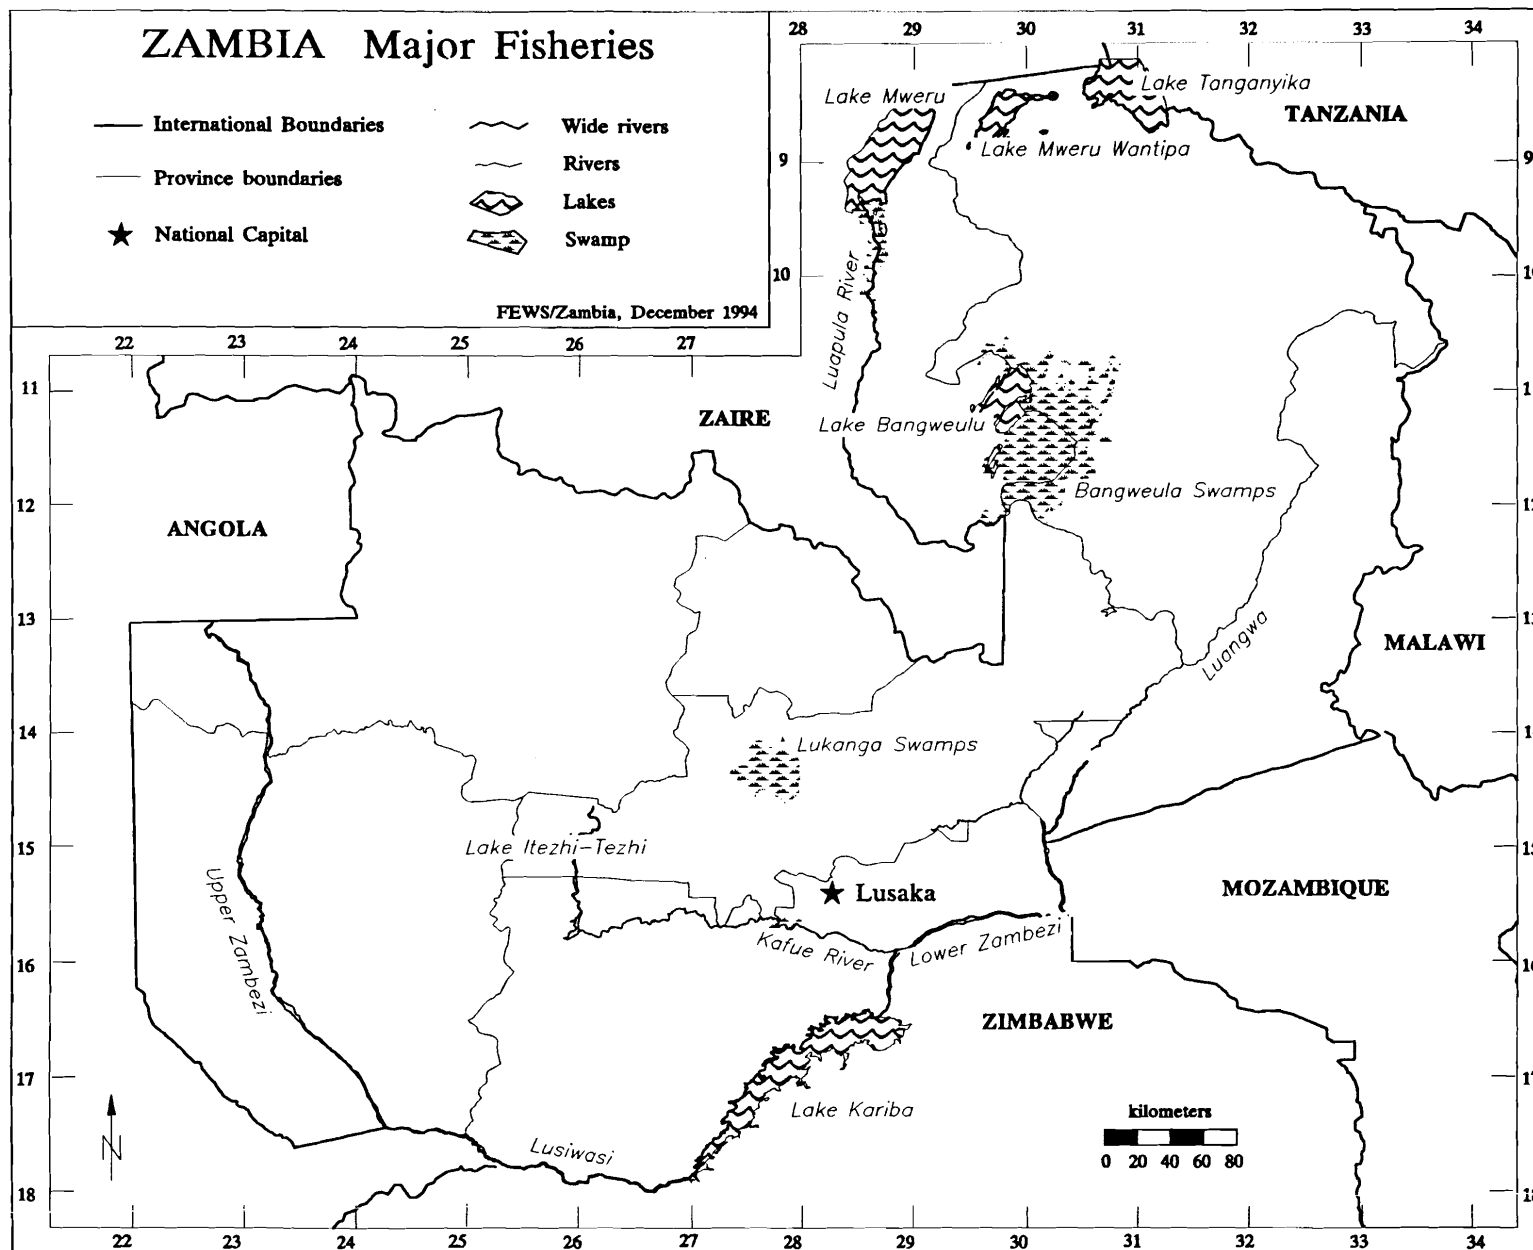 ZAMBIA Major Fisheries
International Boundaries
Province boundaries
National Capital
Wide rivers
Rivers
Lakes
Swamp
FEWS/Zambia, December 1994
28 29 30 31 32 33 34
22 23 24 25 26 27
9
10
11
12
13
14
15
16
17
18
9
Lake Mweru
Lake Tanganyika
TANZANIA
Lake Mweru Wantipa
Luapula River
ZAIRE
Lake Bangweulu
Bangweula Swamps
ANGOLA
Luangwa
MALAWI
Lukanga Swamps
Lake Itezhi-Tezhi
Upper Zambezi
Lusaka
MOZAMBIQUE
Kafue River
Lower Zambezi
ZIMBABWE
Lake Kariba
Lusiwasi
N
kilometers
0 20 40 60 80
22 23 24 25 26 27 28 29 30 31 32 33 34